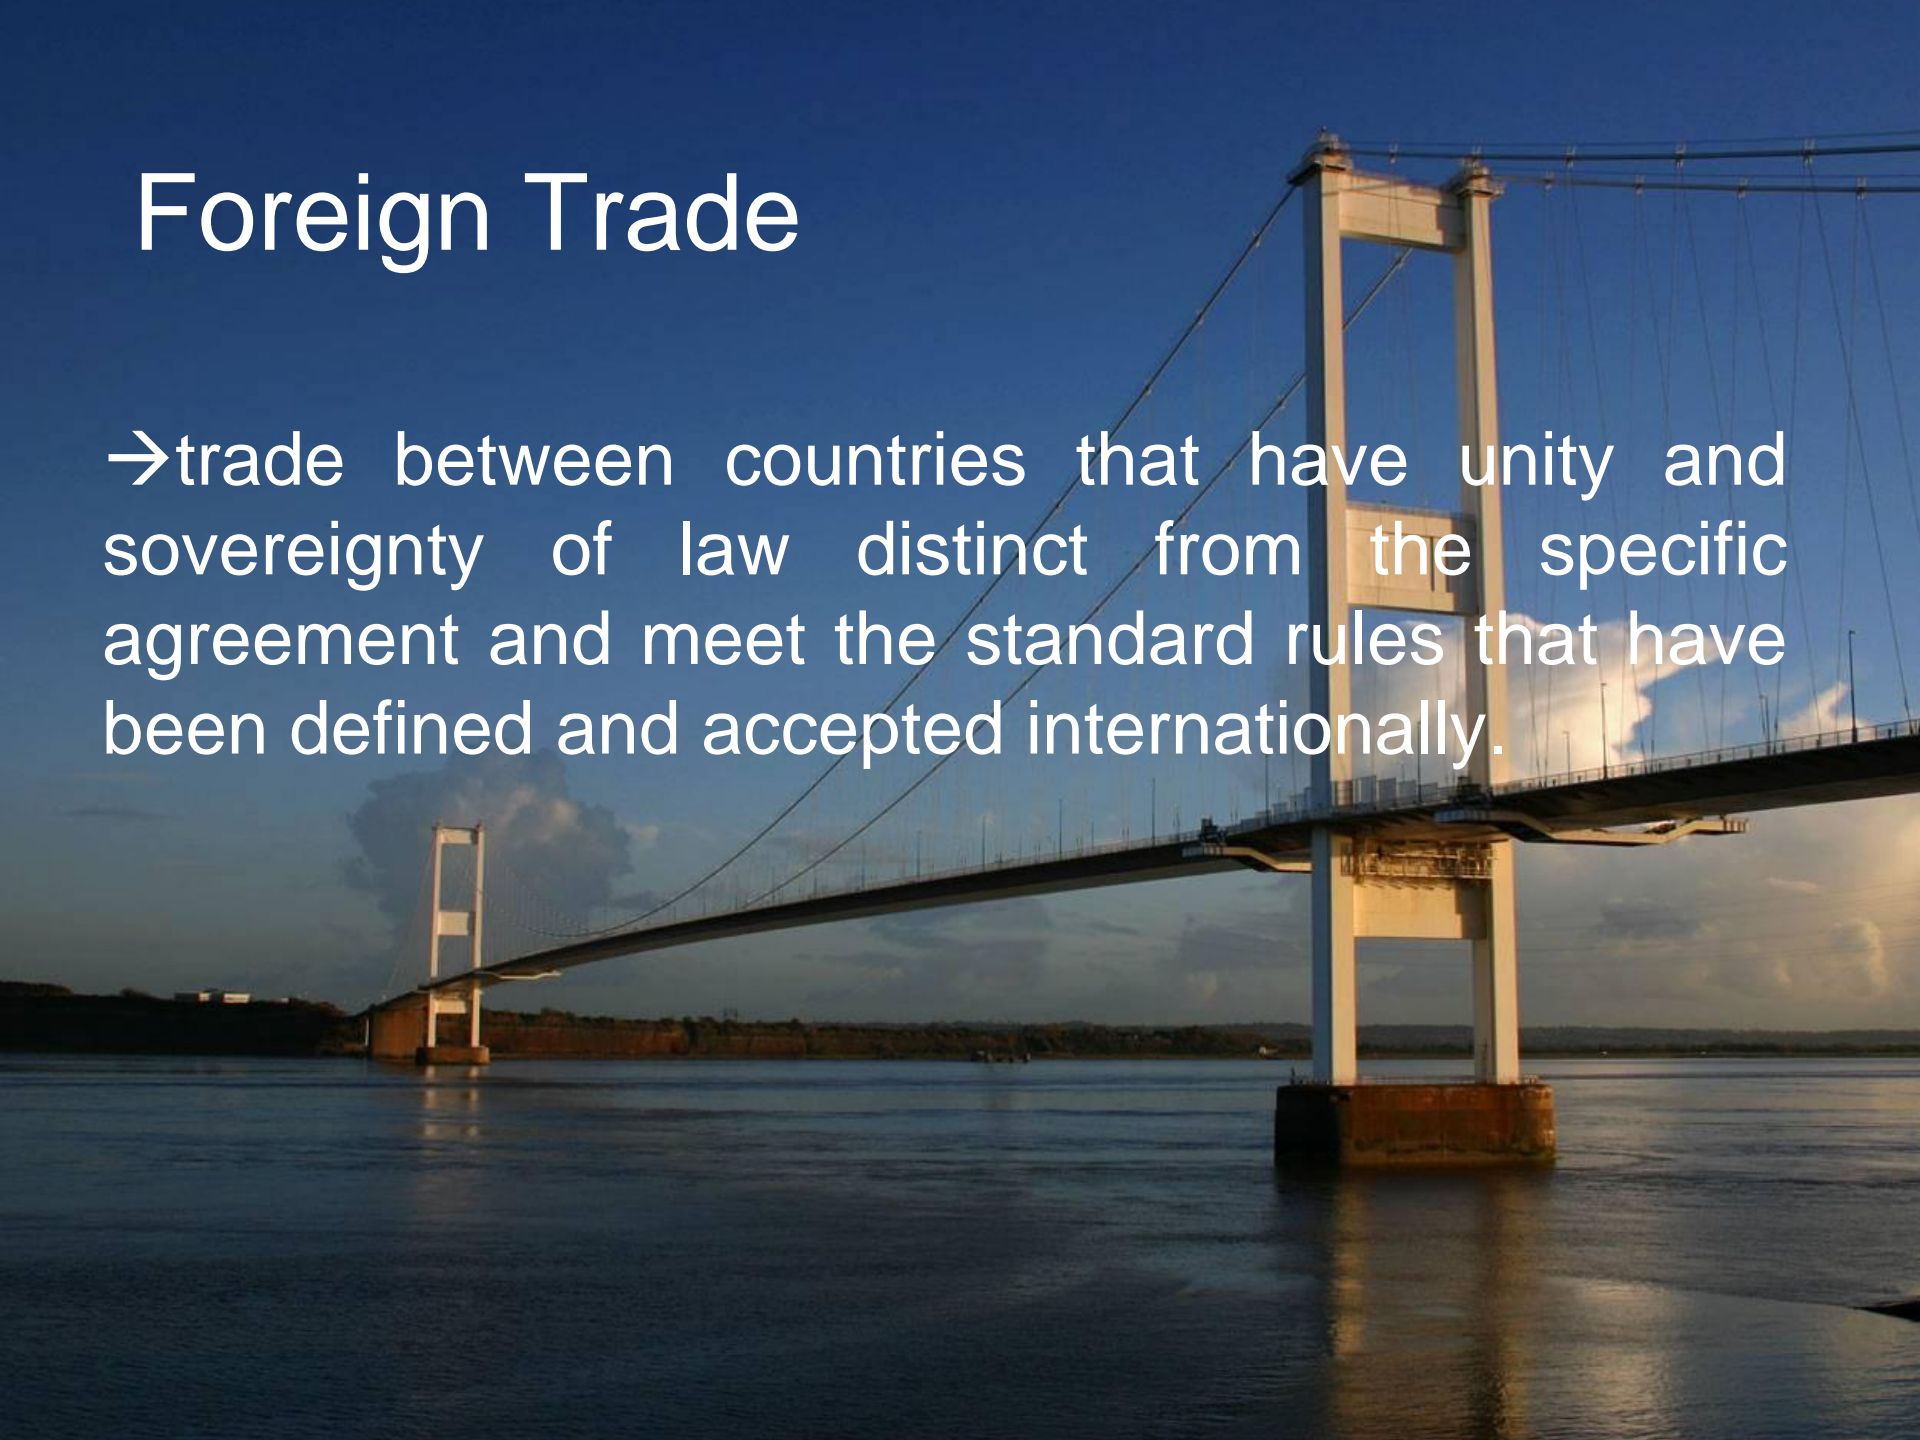 Foreign Trade
→trade between countries that have unity and
sovereignty of law distinct from the specific
agreement and meet the standard rules that have
been defined and accepted internationally.